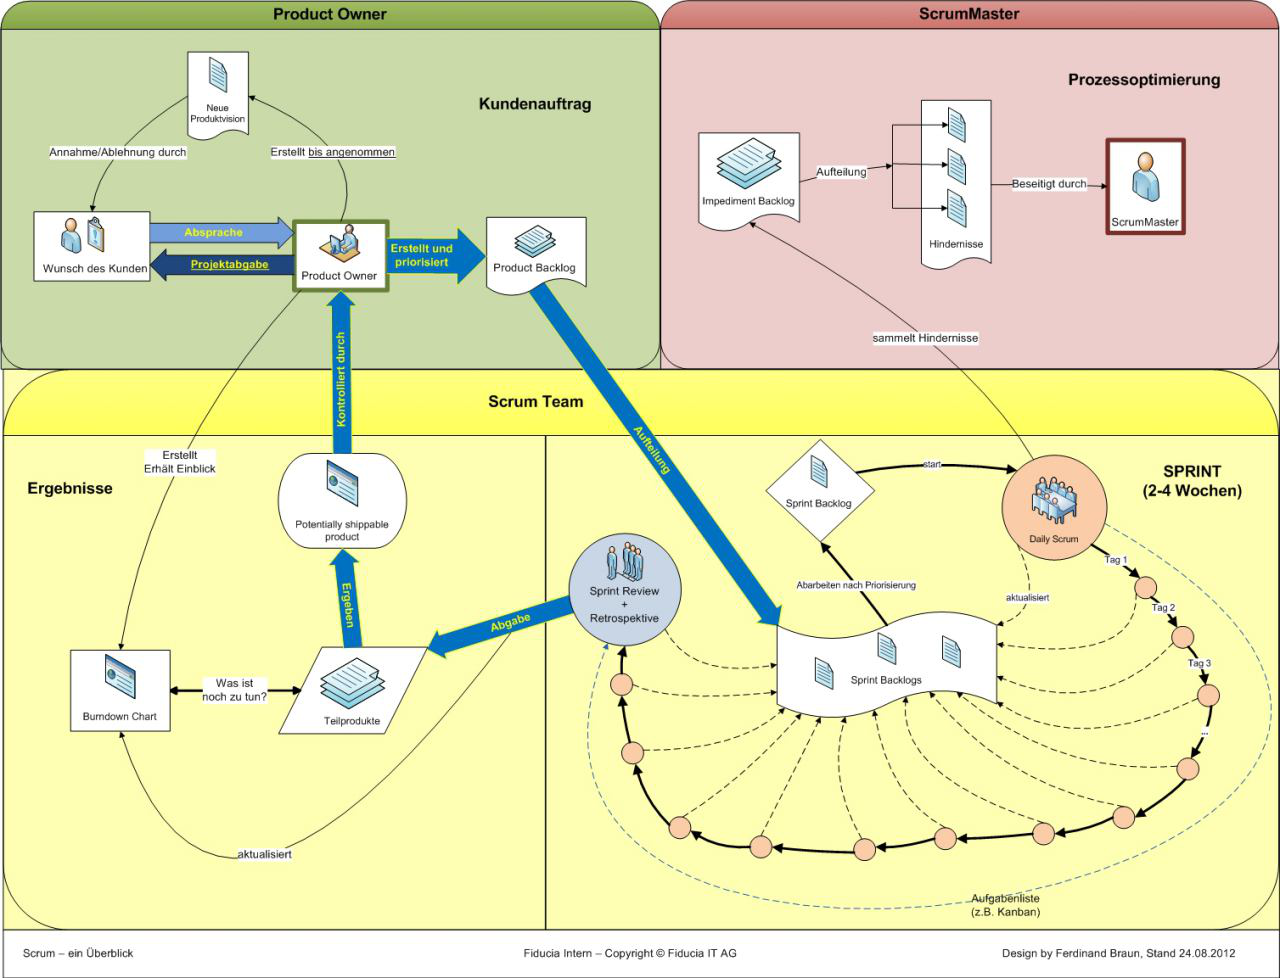 Product Owner
ScrumMaster
Kundenauftrag
Prozessoptimierung
Neue
Produktvision
Annahme/Ablehnung durch
Erstellt bis angenommen
Wunsch des Kunden
Absprache
Projektabgabe
Product Owner
Erstellt und
priorisiert
Product Backlog
Impediment Backlog
Aufteilung
Hindernisse
Beseitigt durch
ScrumMaster
sammelt Hindernisse
Kontrolliert durch
Aufteilung
Scrum Team
Ergebnisse
Erstellt
Erhält Einblick
Potentially shippable
product
Ergeben
Abgabe
Burndown Chart
Was ist
noch zu tun?
Teilprodukte
aktualisiert
SPRINT
(2-4 Wochen)
Sprint Backlog
start
Daily Scrum
Tag 1
Tag 2
Tag 3
...
aktualisiert
Abarbeiten nach Priorisierung
Sprint Review
+
Retrospektive
Sprint Backlogs
Aufgabenliste
(z.B. Kanban)
Scrum – ein Überblick
Fiducia Intern – Copyright © Fiducia IT AG
Design by Ferdinand Braun, Stand 24.08.2012